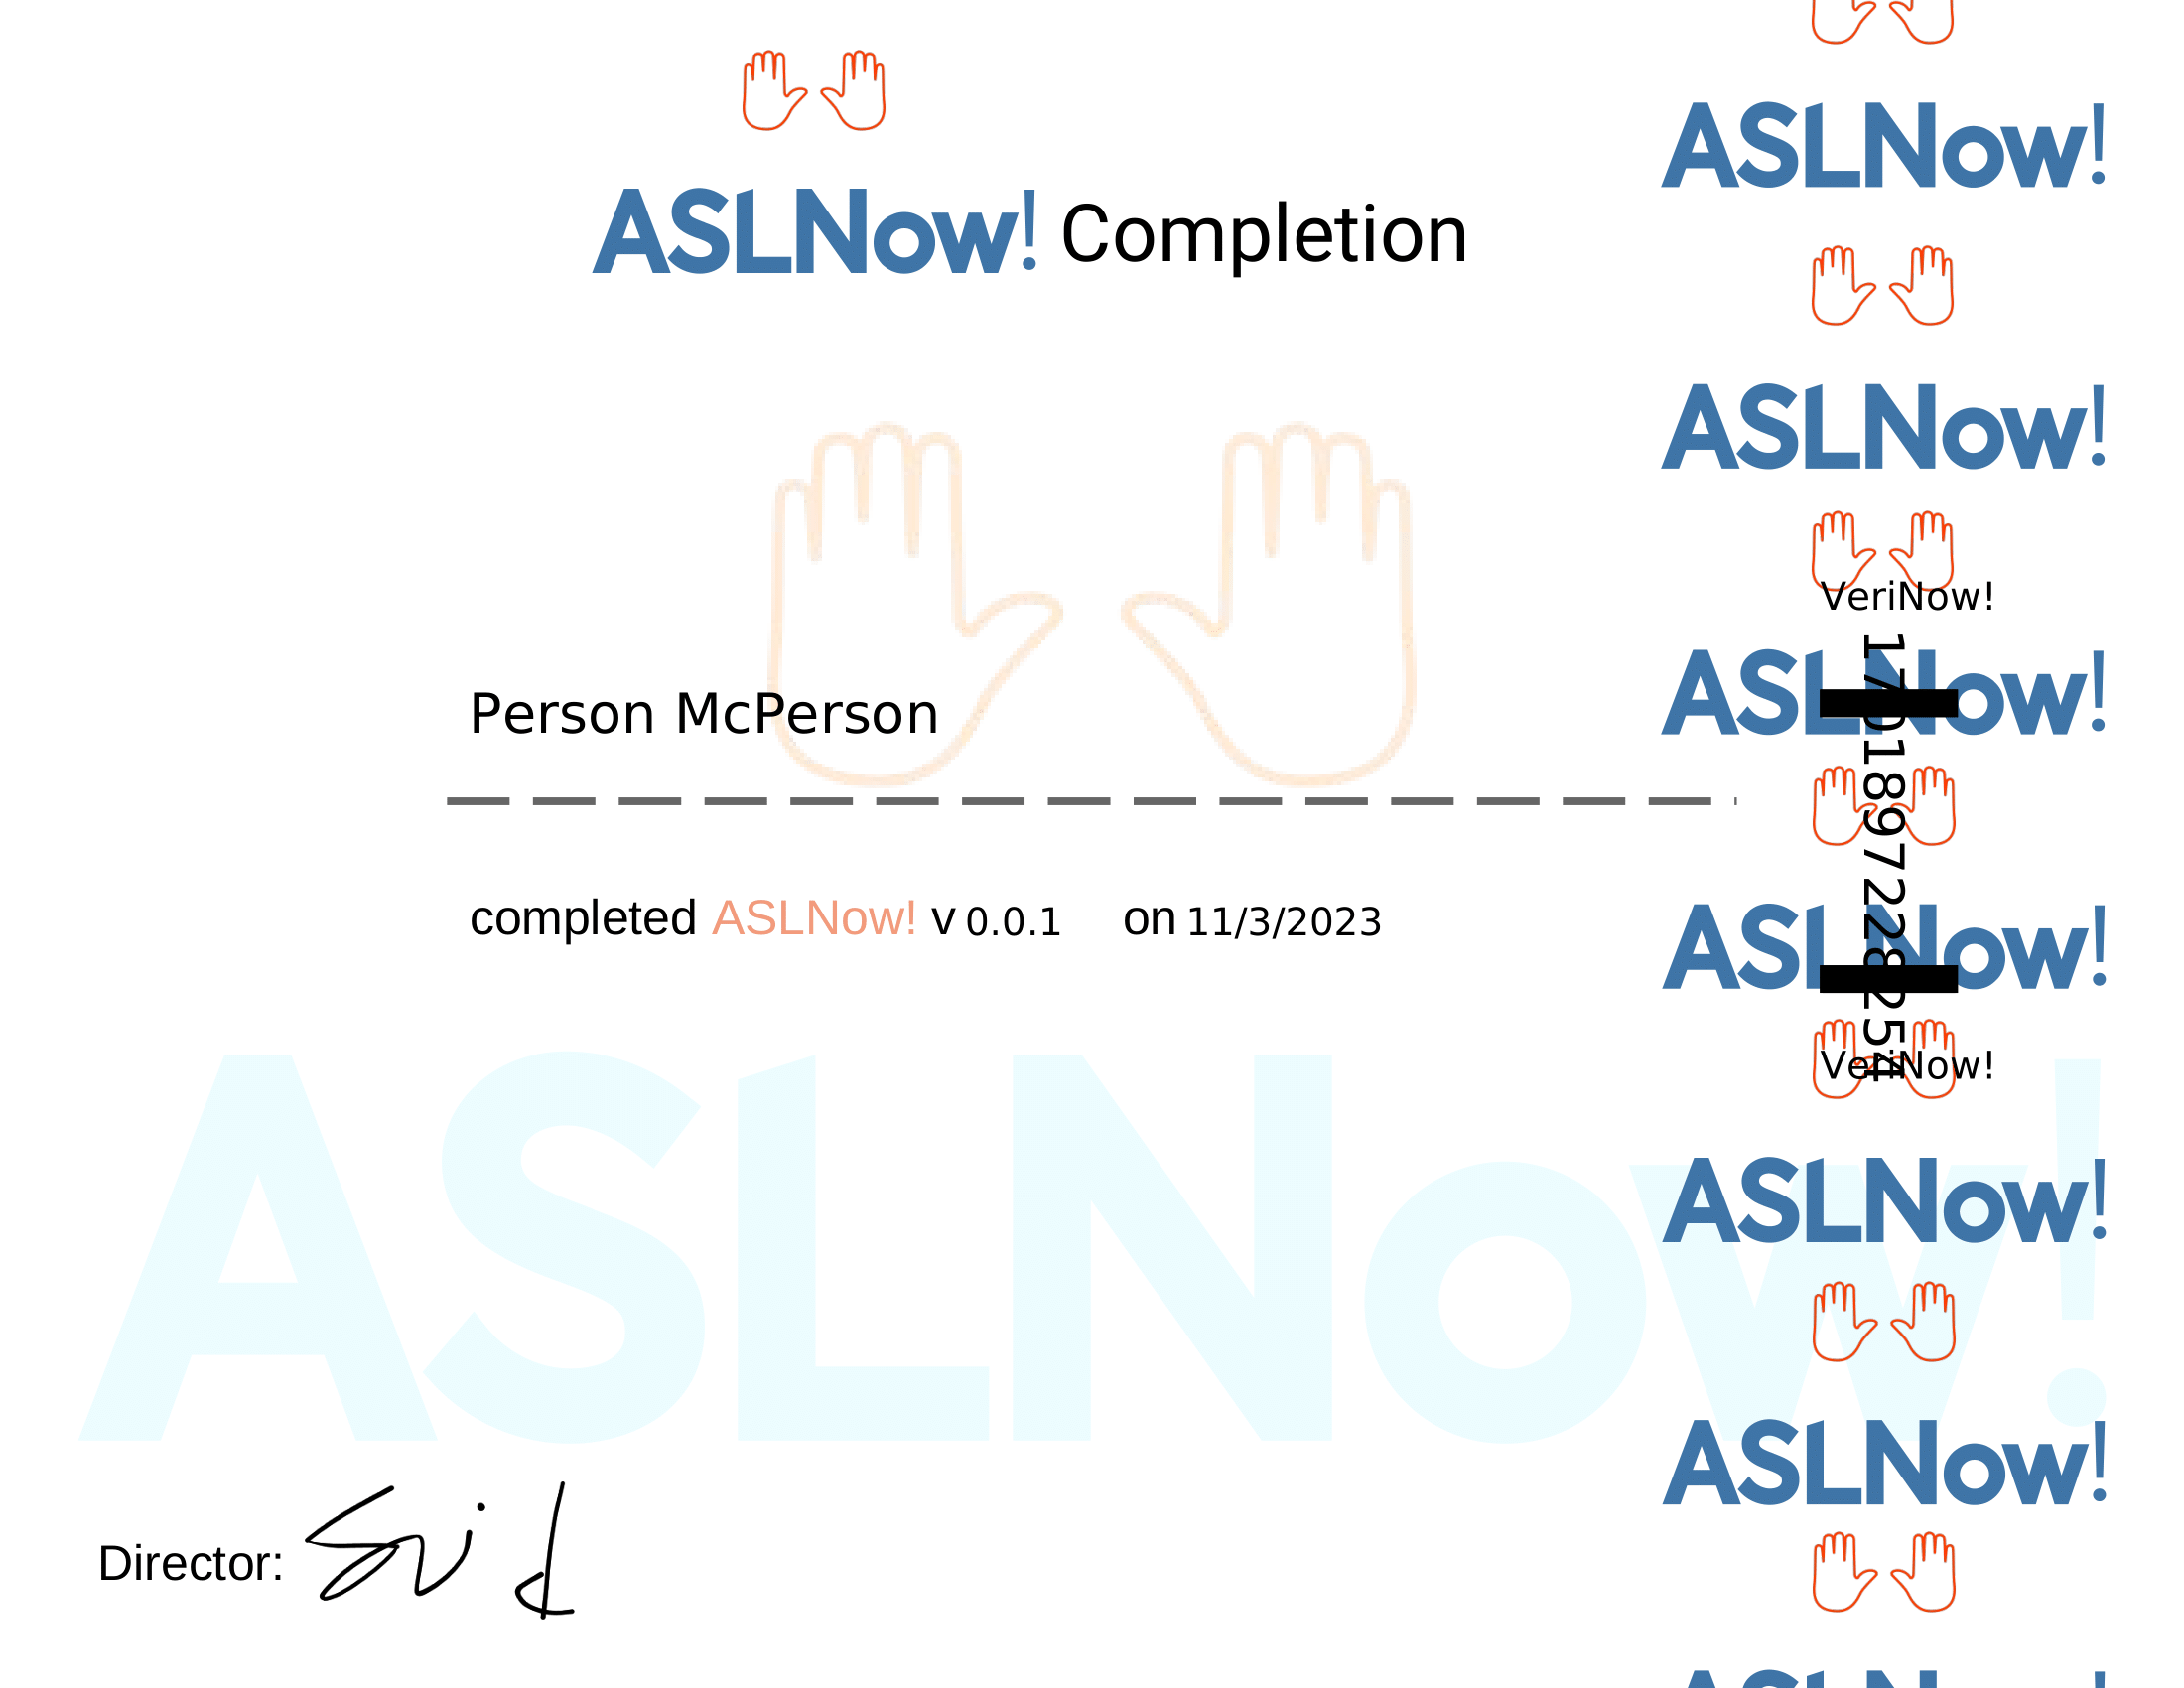 ASLNow! Completion
Person McPerson
completed ASLNow! v 0.0.1 on 11/3/2023
ASLNow!
Director:
ASLNow!
ASLNow!
VeriNow!
ASLNow!
1701897228254
ASLNow!
VeriNow!
ASLNow!
ASLNow!